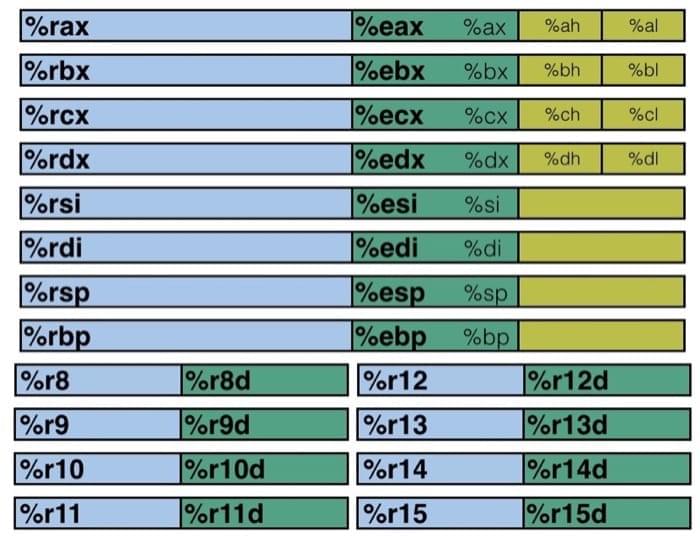 %rax %eax %ax %ah %al
%rbx %ebx %bx %bh %bl
%rcx %ecx %cx %ch %cl
%rdx %edx %dx %dh %dl
%rsi %esi %si
%rdi %edi %di
%rsp %esp %sp
%rbp %ebp %bp
%r8 %r8d %r12 %r12d
%r9 %r9d %r13 %r13d
%r10 %r10d %r14 %r14d
%r11 %r11d %r15 %r15d